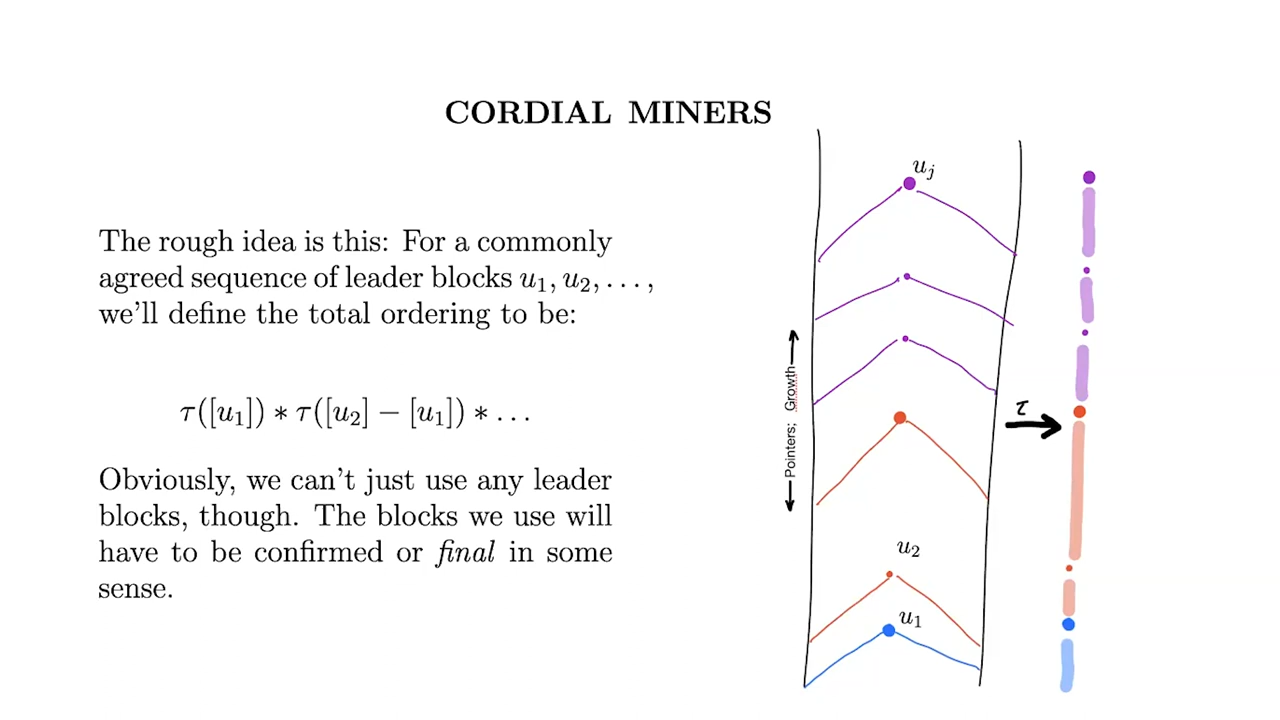 CORDIAL MINERS
The rough idea is this: For a commonly
agreed sequence of leader blocks u₁, u₂, . . . ,
we'll define the total ordering to be:
τ([u₁]) ∗ τ([u₂] − [u₁]) ∗ . . .
Obviously, we can't just use any leader
blocks, though. The blocks we use will
have to be confirmed or final in some
sense.
uⱼ
Pointers; Growth
τ
u₂
u₁